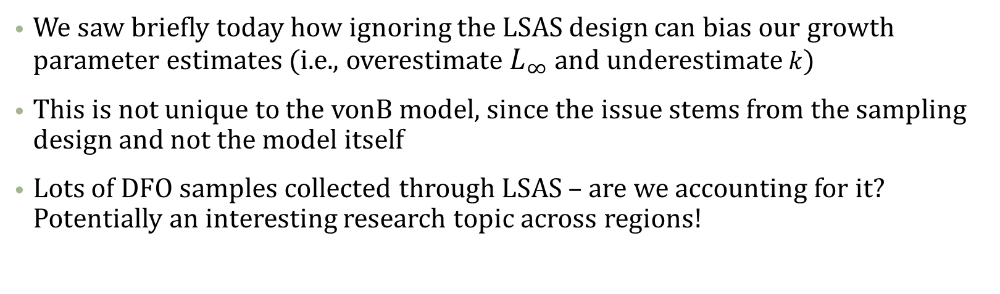 • We saw briefly today how ignoring the LSAS design can bias our growth
parameter estimates (i.e., overestimate L∞ and underestimate k)
• This is not unique to the vonB model, since the issue stems from the sampling
design and not the model itself
• Lots of DFO samples collected through LSAS – are we accounting for it?
Potentially an interesting research topic across regions!